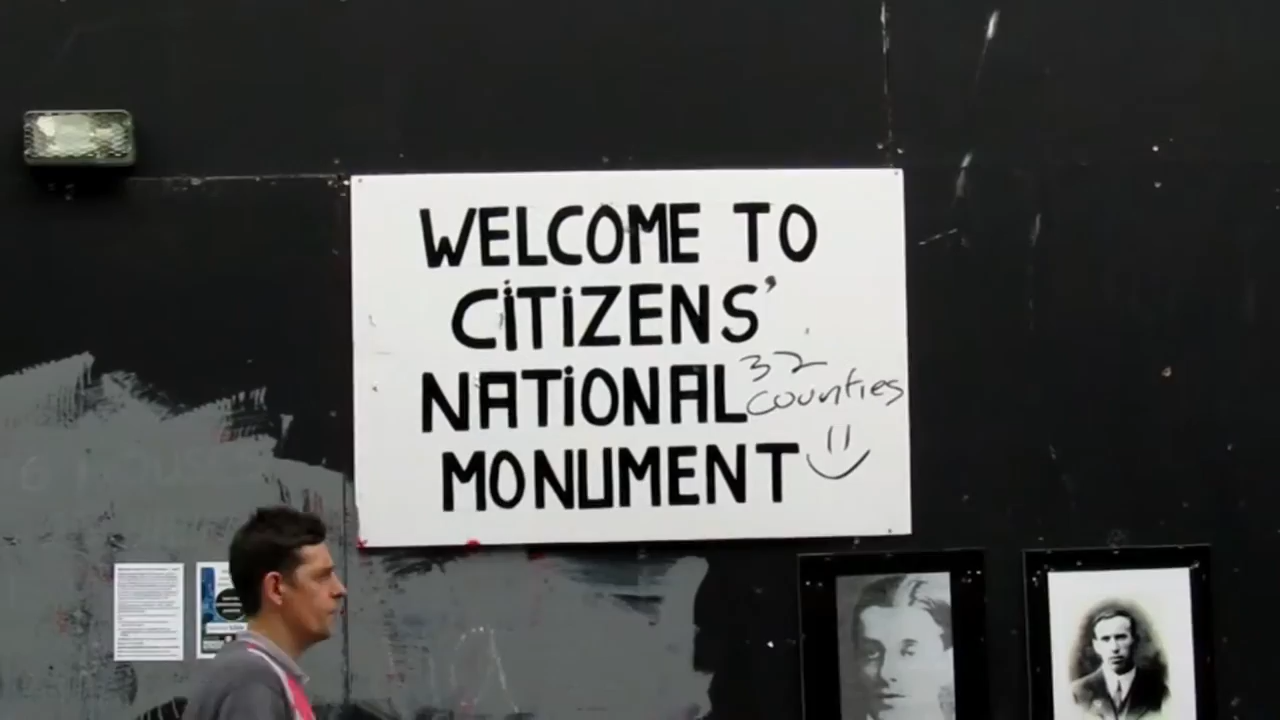 WELCOME TO
CITIZENS'
NATIONAL
32
counties
MONUMENT